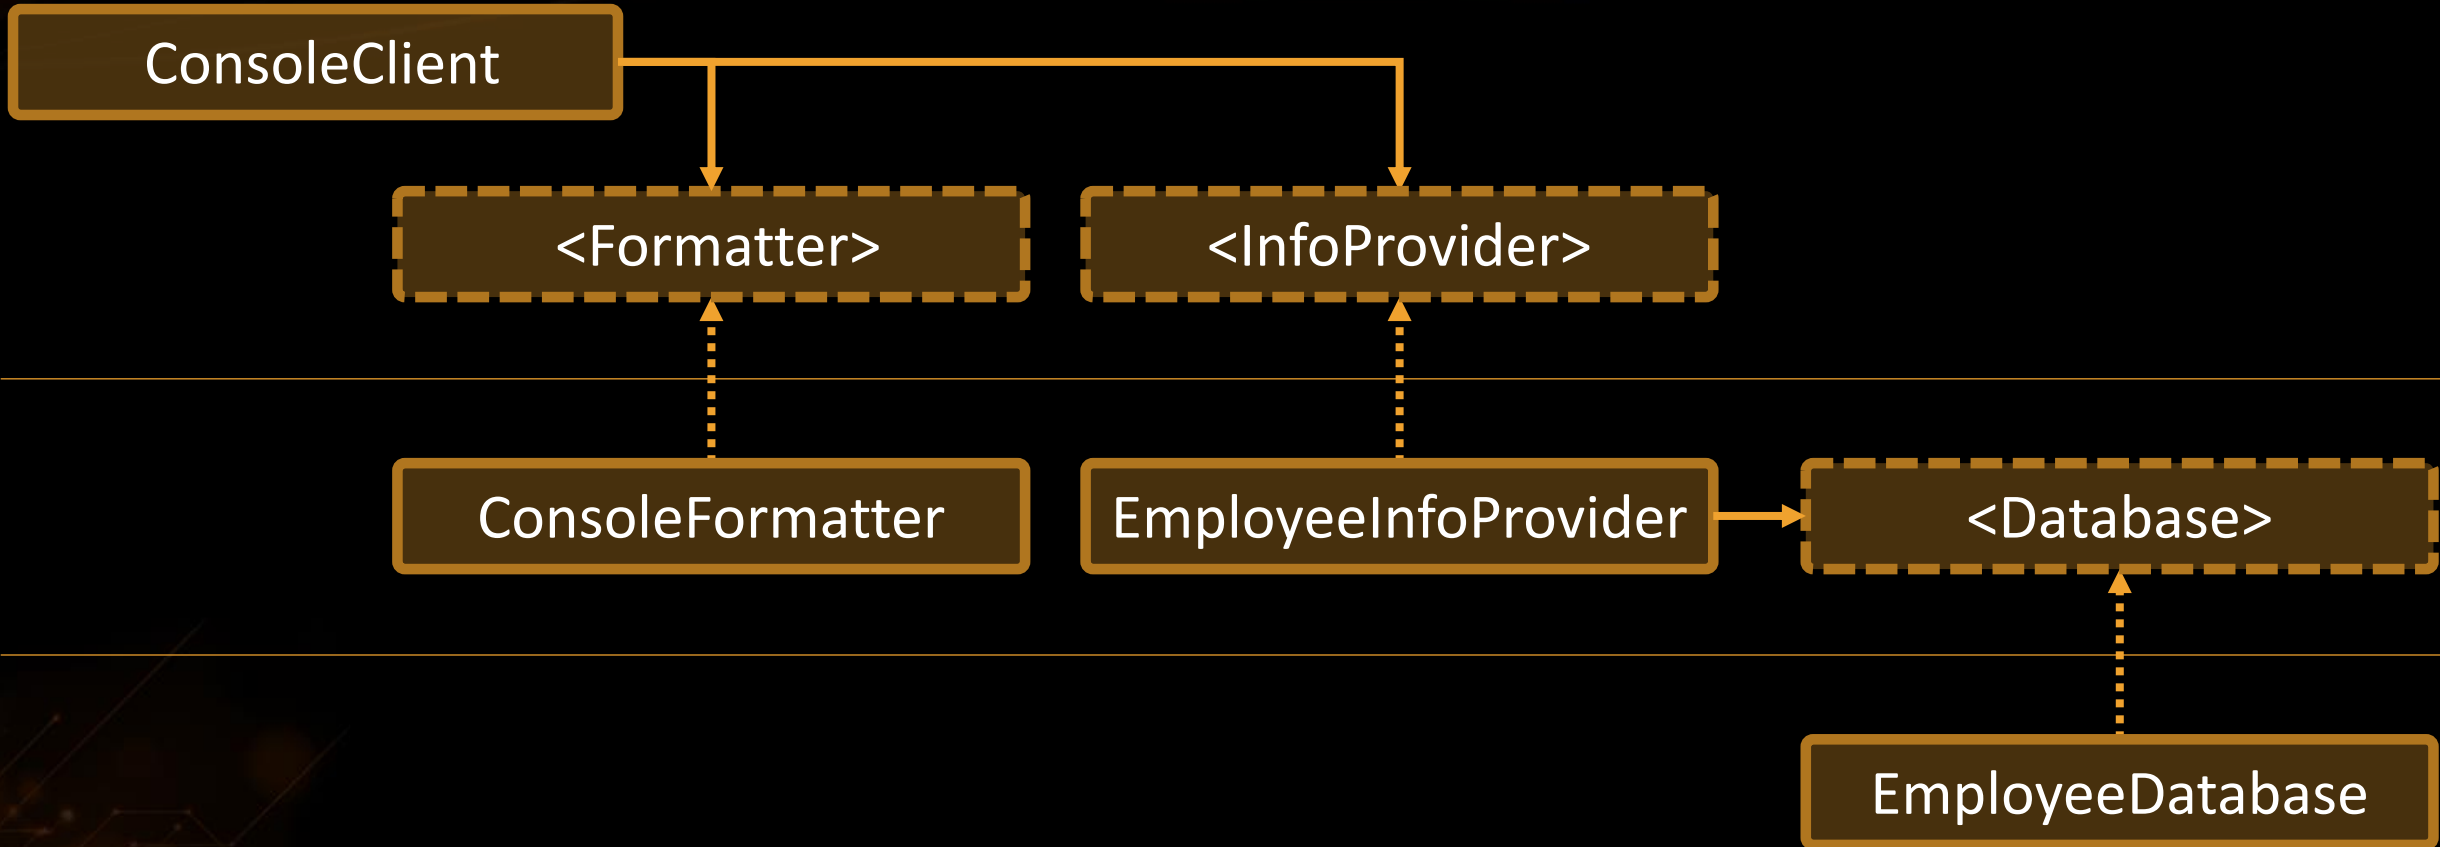 ConsoleClient
<Formatter>
<InfoProvider>
ConsoleFormatter
EmployeeInfoProvider
<Database>
EmployeeDatabase